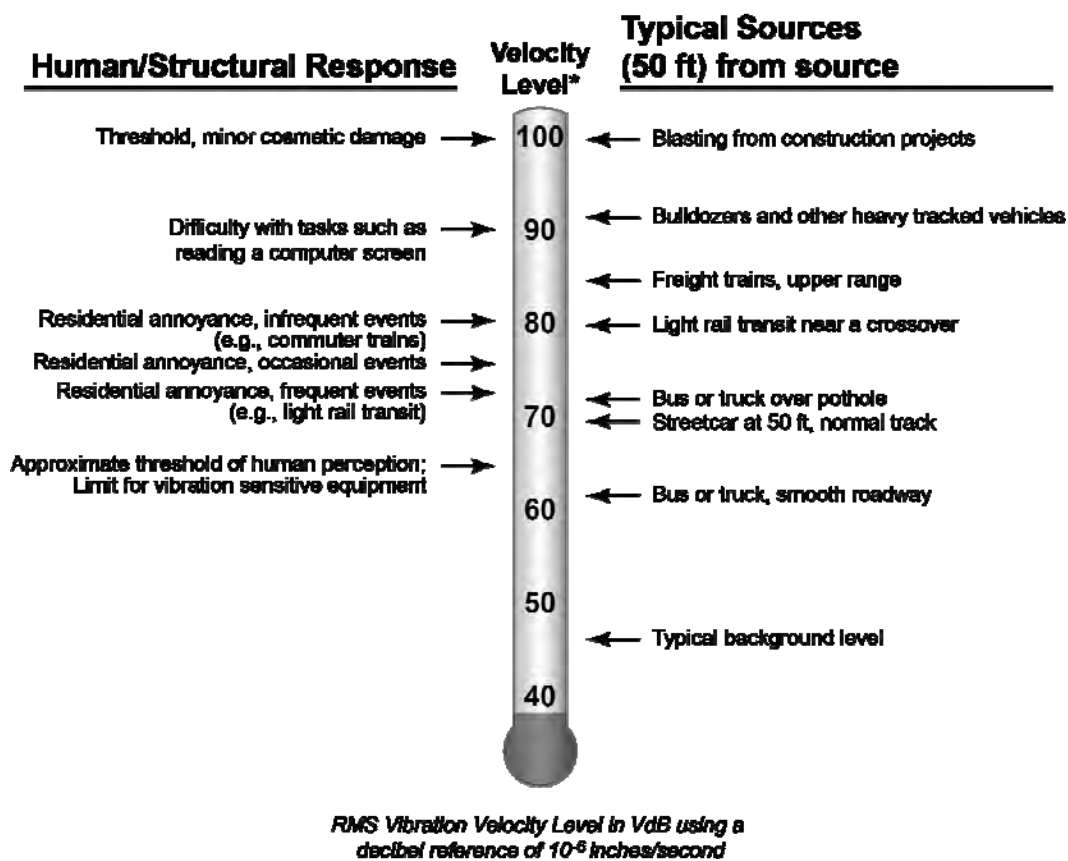 Human/Structural Response
Velocity
Level*
Typical Sources
(50 ft) from source
Threshold, minor cosmetic damage
100
Blasting from construction projects
Bulldozers and other heavy tracked vehicles
Difficulty with tasks such as
reading a computer screen
90
Freight trains, upper range
Residential annoyance, infrequent events
(e.g., commuter trains)
80
Light rail transit near a crossover
Residential annoyance, occasional events
Residential annoyance, frequent events
(e.g., light rail transit)
Bus or truck over pothole
70
Streetcar at 50 ft, normal track
Approximate threshold of human perception;
Limit for vibration sensitive equipment
Bus or truck, smooth roadway
60
50
Typical background level
40
RMS Vibration Velocity Level in VdB using a
decibel reference of 10⁻⁶ inches/second